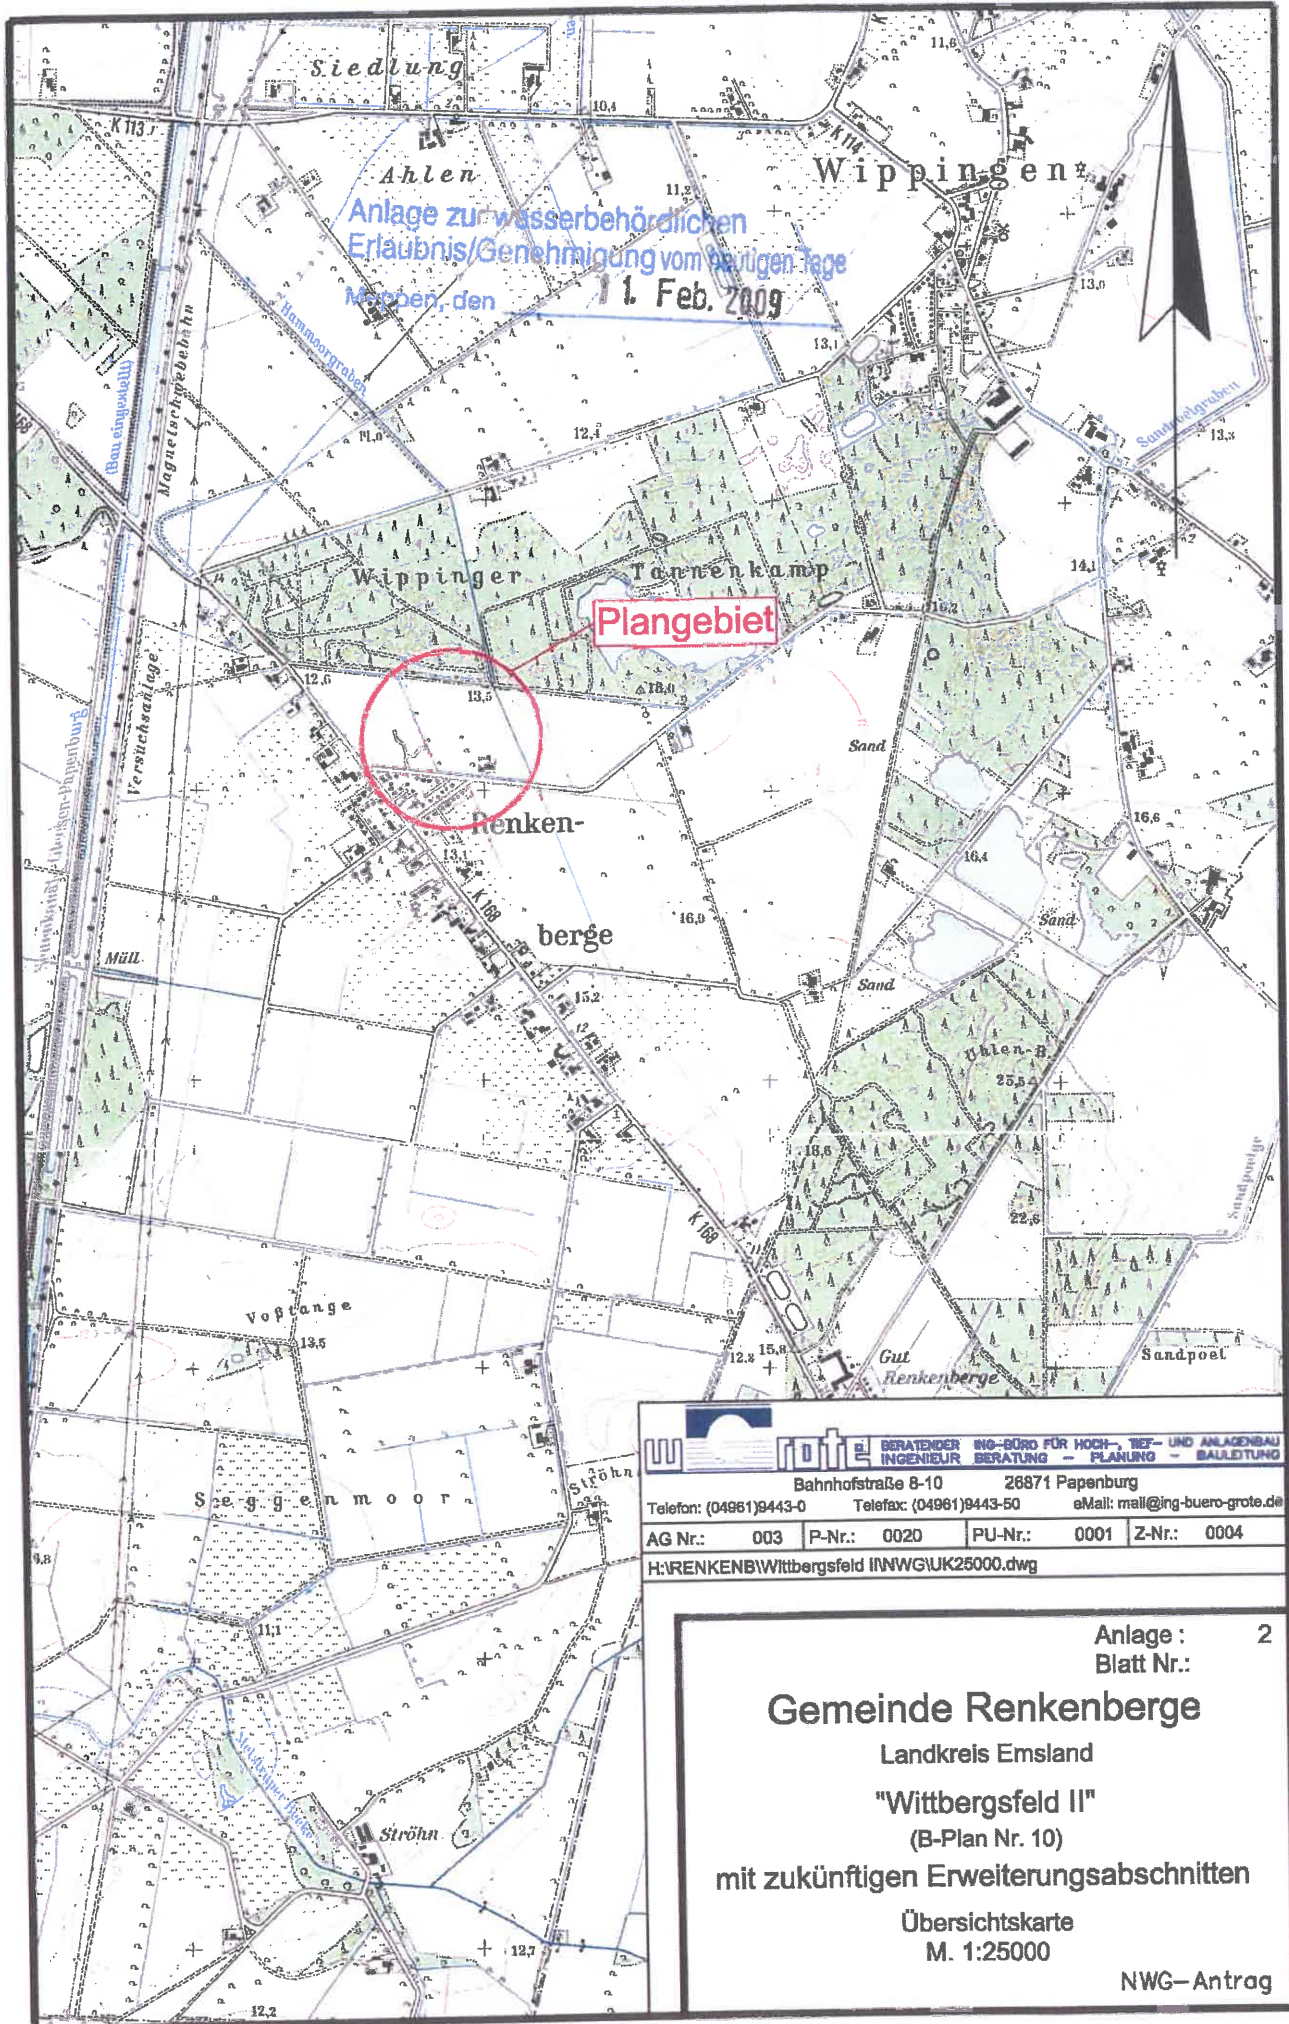 Siedlung
K 113
10,4
11,6
K 114
Ahlen
11,2
Wippingen
Anlage zur wasserbehördlichen
Erlaubnis/Genehmigung vom heutigen Tage
Meppen, den
11. Feb. 2009
13,0
13,1
Hammoorgraben
(Bau eingestellt)
Magnetschwebebahn
11,0
12,4
Sandpoelgraben
13,3
14,1
Wippinger
Tannenkamp
Plangebiet
16,2
12,6
13,5
18,0
Versuchsanlage
Sand
Renken-
13,1
16,6
16,4
K 168
16,9
berge
Sand
Müll
Sand
15,2
12
Uhlen-B.
25,5
18,6
22,6
K 168
Voßtange
13,5
12,2
15,8
Gut
Renkenberge
Sandpoel
Seggenmoor
Ströhn
11,1
Ströhn
12,7
12,2
w grote
BERATENDER INGENIEUR
ING-BÜRO FÜR HOCH-, TIEF- UND ANLAGENBAU
BERATUNG - PLANUNG - BAULEITUNG
Bahnhofstraße 8-10 26871 Papenburg
Telefon: (04961)9443-0 Telefax: (04961)9443-50 eMail: mail@ing-buero-grote.de
AG Nr.: 003 P-Nr.: 0020 PU-Nr.: 0001 Z-Nr.: 0004
H:\RENKENB\Wittbergsfeld II\NWG\UK25000.dwg
Anlage : 2
Blatt Nr.:
Gemeinde Renkenberge
Landkreis Emsland
"Wittbergsfeld II"
(B-Plan Nr. 10)
mit zukünftigen Erweiterungsabschnitten
Übersichtskarte
M. 1:25000
NWG-Antrag